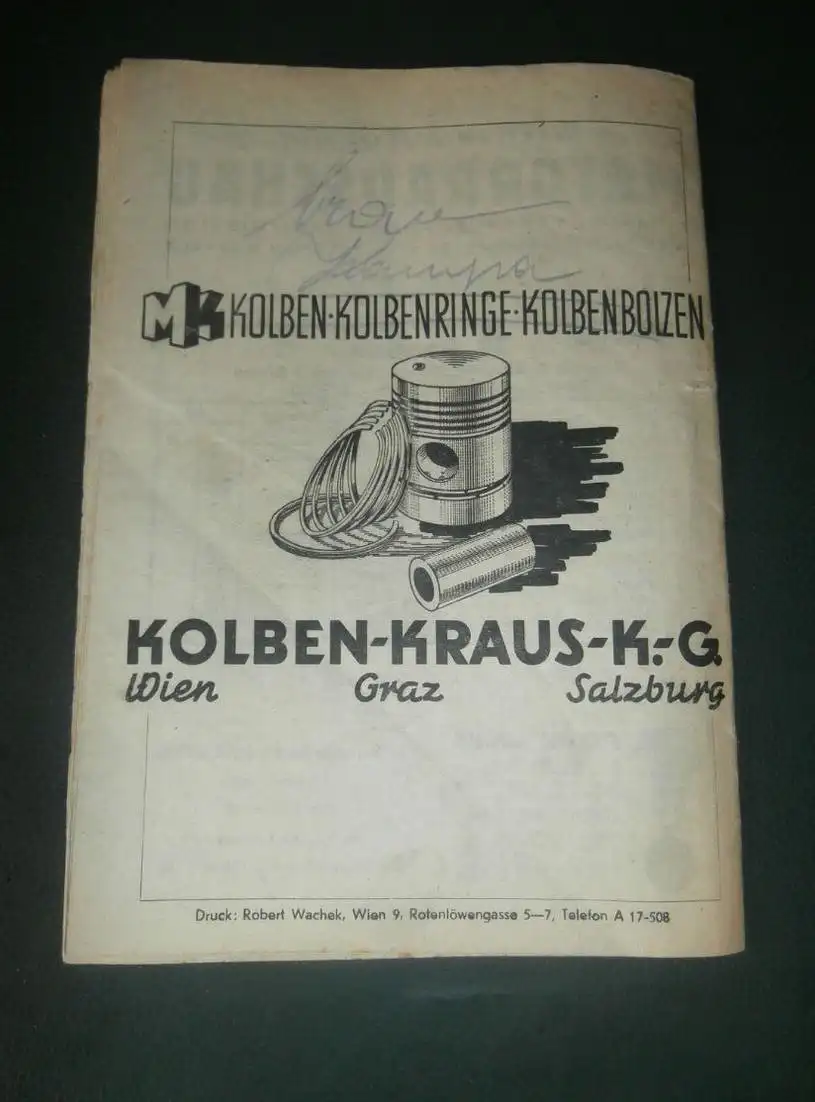 MK KOLBEN·KOLBENRINGE·KOLBENBOLZEN
KOLBEN-KRAUS-K.-G.
Wien Graz Salzburg
Druck: Robert Wachek, Wien 9, Rotenlöwengasse 5—7, Telefon A 17-508